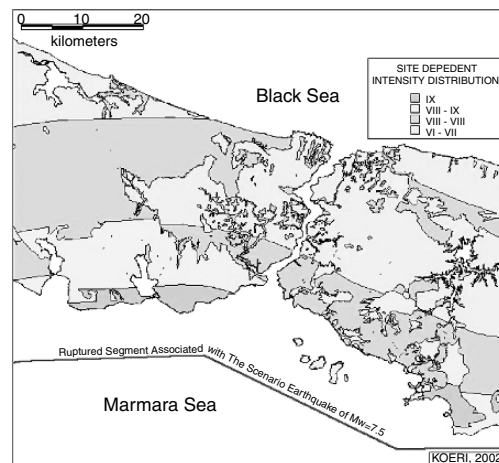 0 10 20
kilometers
Black Sea
SITE DEPEDENT
INTENSITY DISTRIBUTION
IX
VIII - IX
VIII - VIII
VI - VII
Ruptured Segment Associated with The Scenario Earthquake of Mw=7.5
Marmara Sea
KOERI, 2002